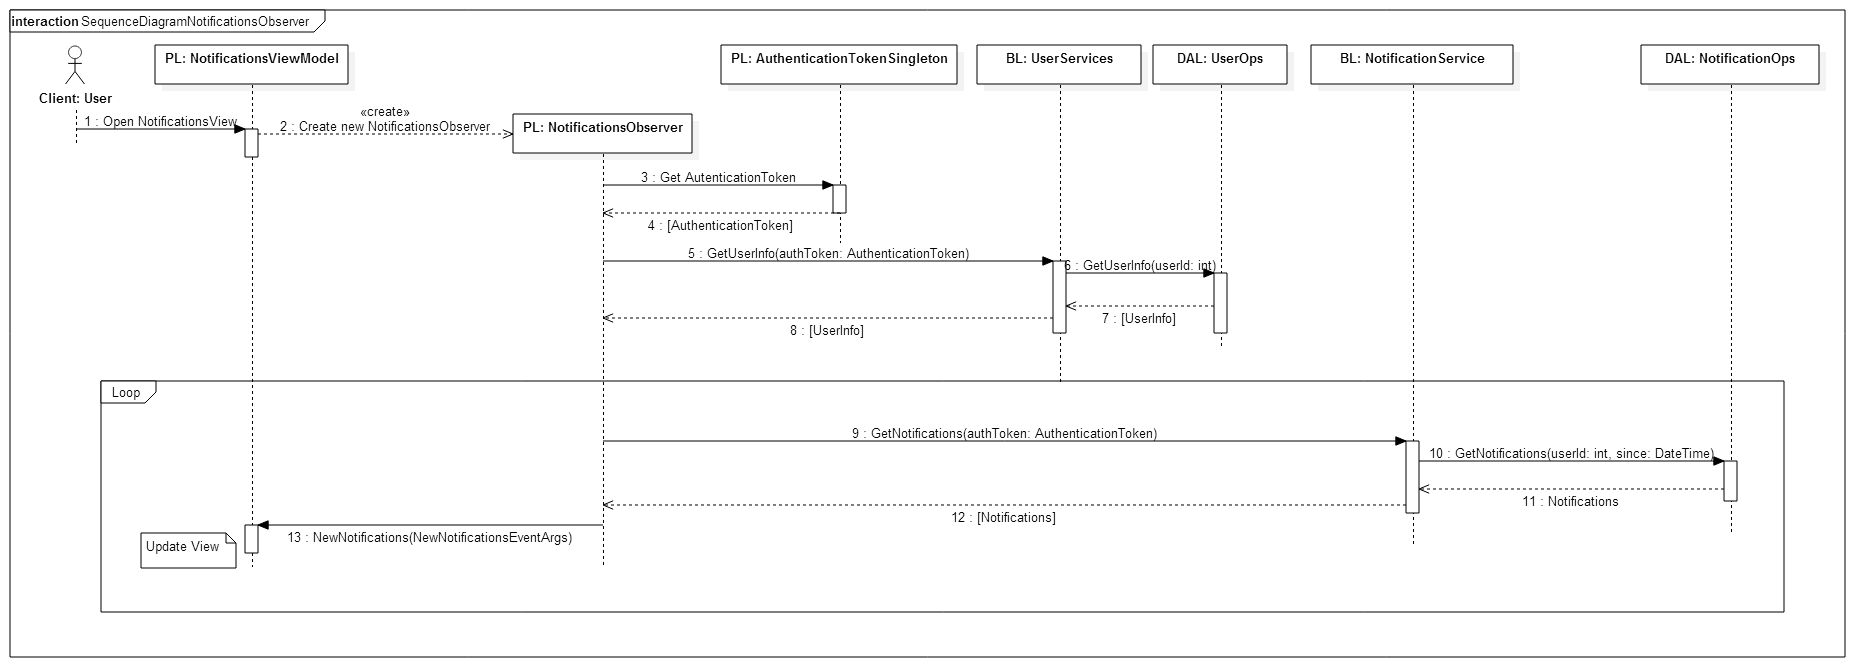 interaction SequenceDiagramNotificationsObserver
PL: NotificationsViewModel
PL: AuthenticationTokenSingleton
BL: UserServices
DAL: UserOps
BL: NotificationService
DAL: NotificationOps
Client: User
«create»
1 : Open NotificationsView
2 : Create new NotificationsObserver
PL: NotificationsObserver
3 : Get AutenticationToken
4 : [AuthenticationToken]
5 : GetUserInfo(authToken: AuthenticationToken)
6 : GetUserInfo(userId: int)
7 : [UserInfo]
8 : [UserInfo]
Loop
9 : GetNotifications(authToken: AuthenticationToken)
10 : GetNotifications(userId: int, since: DateTime)
11 : Notifications
12 : [Notifications]
13 : NewNotifications(NewNotificationsEventArgs)
Update View